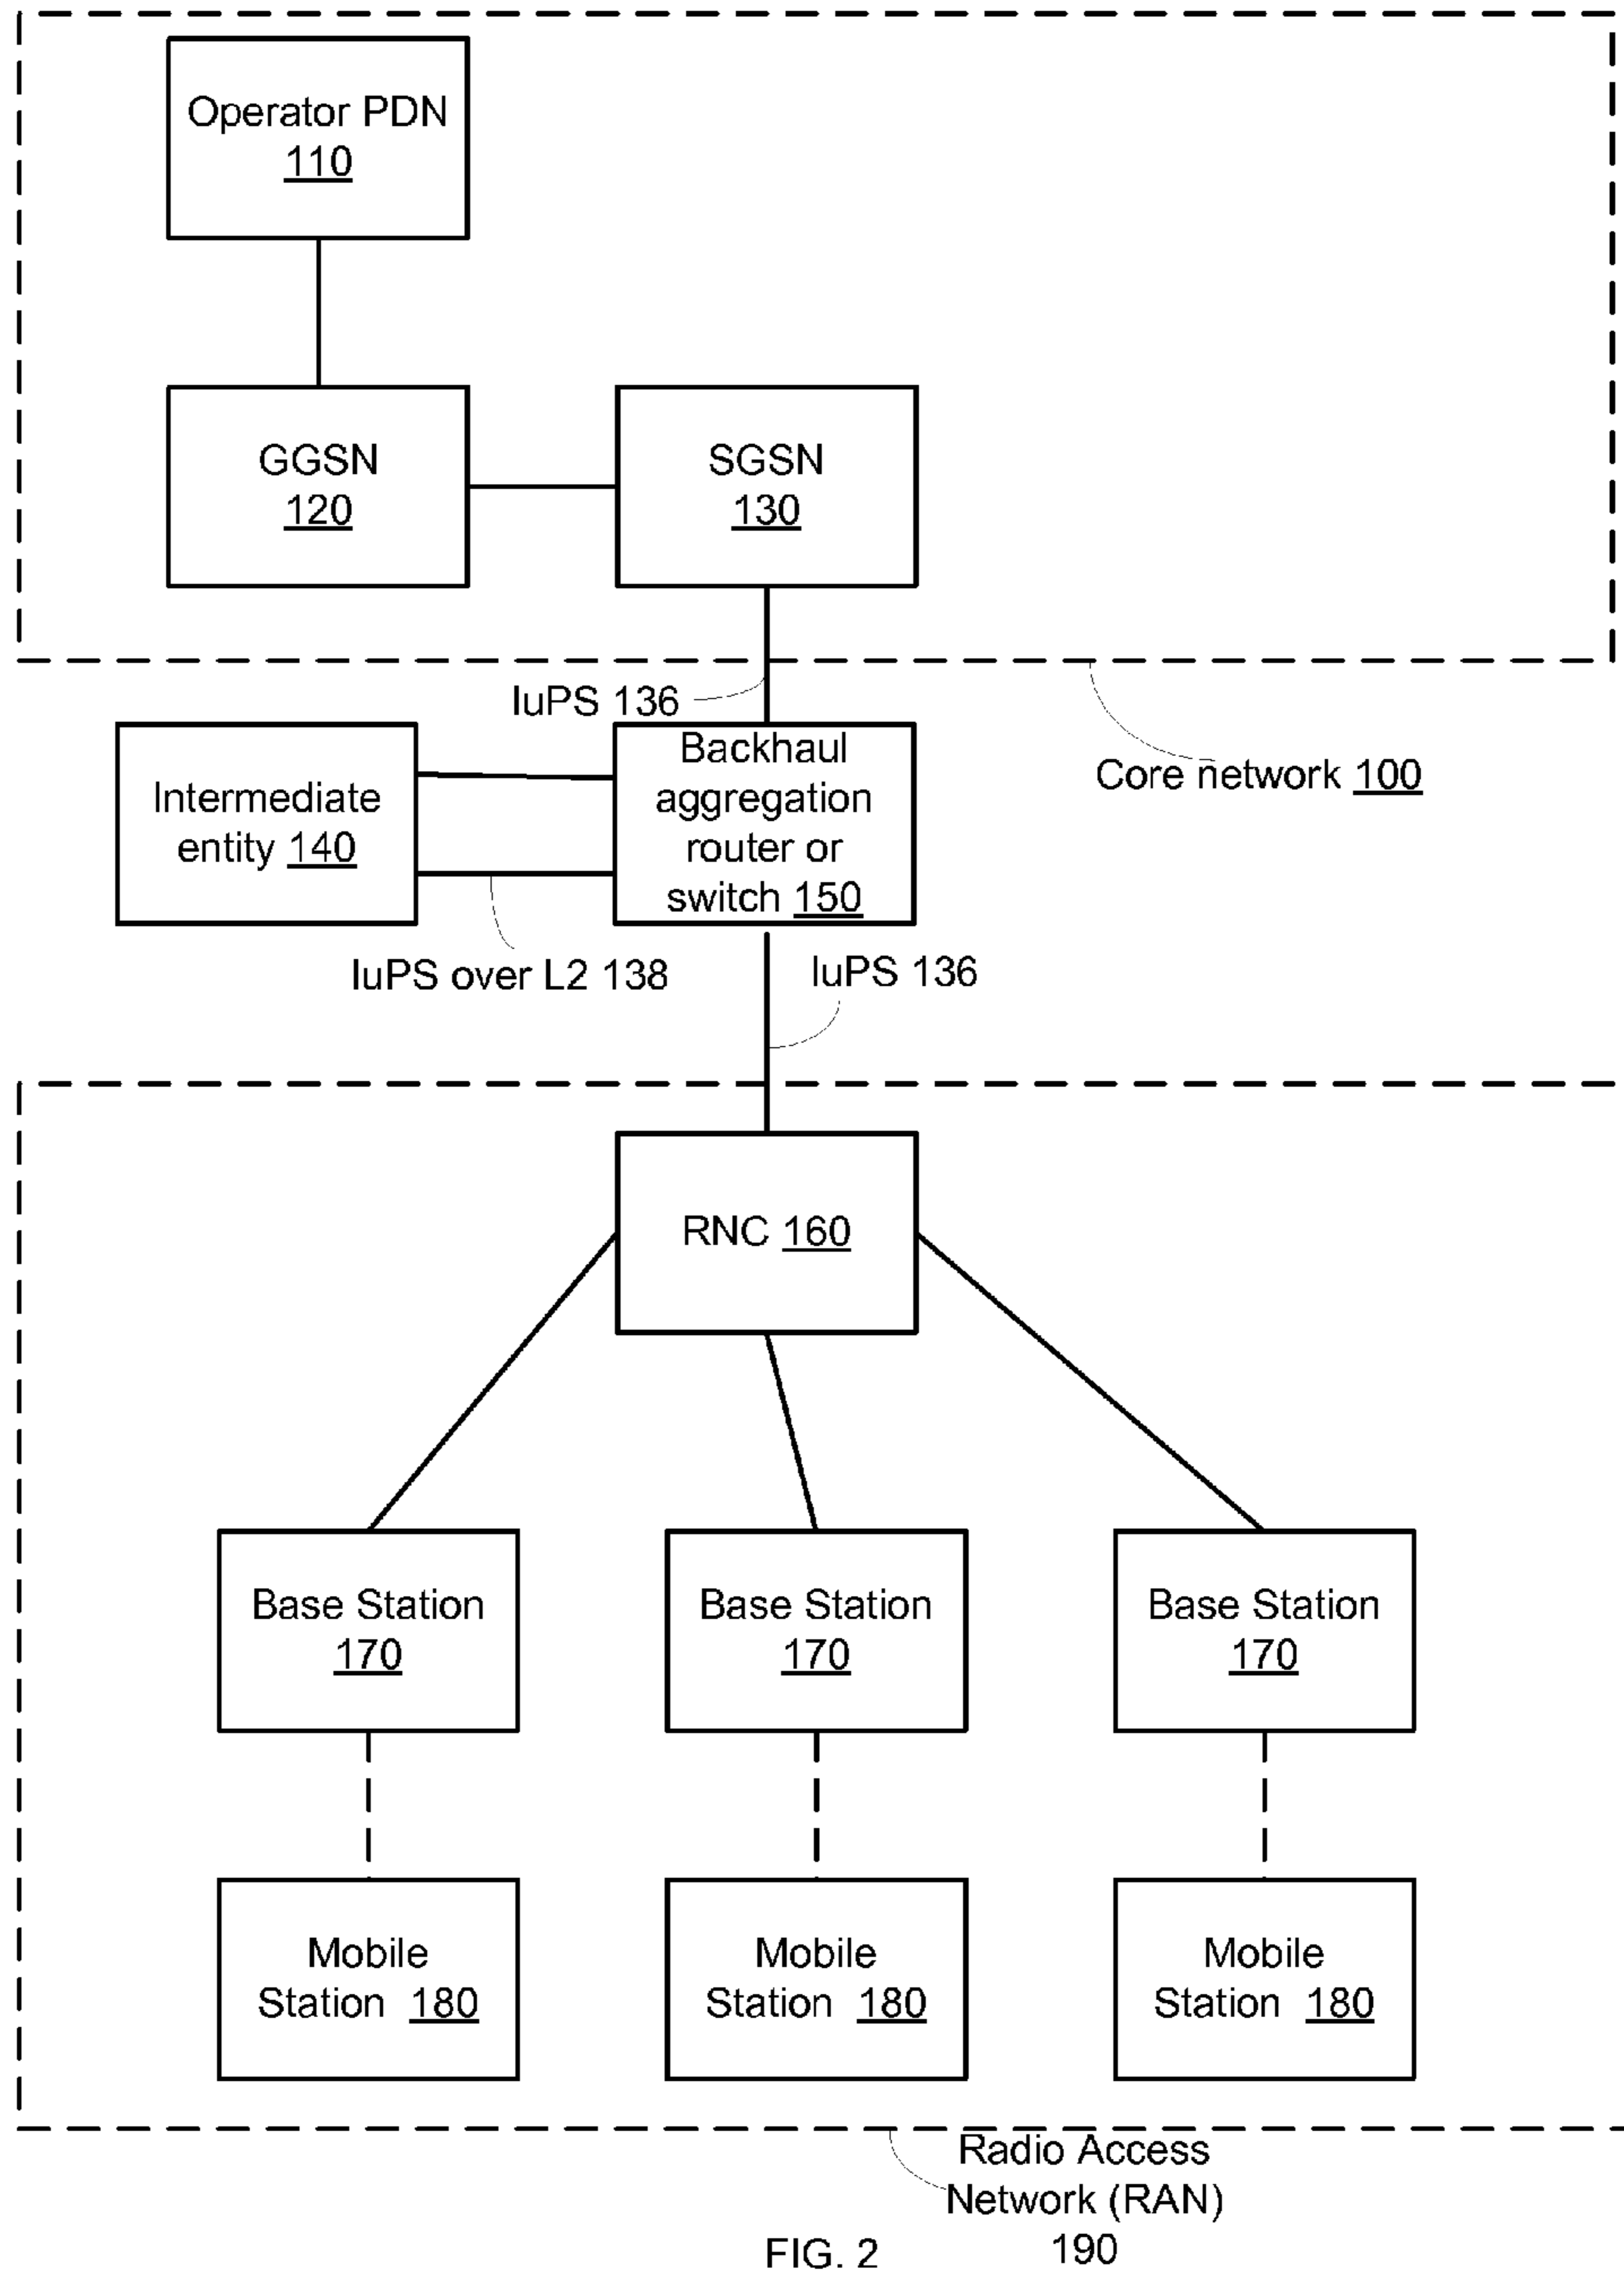 Operator PDN
110
GGSN
120
SGSN
130
IuPS 136
Core network 100
Intermediate
entity 140
Backhaul
aggregation
router or
switch 150
IuPS over L2 138
IuPS 136
RNC 160
Base Station
170
Base Station
170
Base Station
170
Mobile
Station 180
Mobile
Station 180
Mobile
Station 180
Radio Access
Network (RAN)
190
FIG. 2